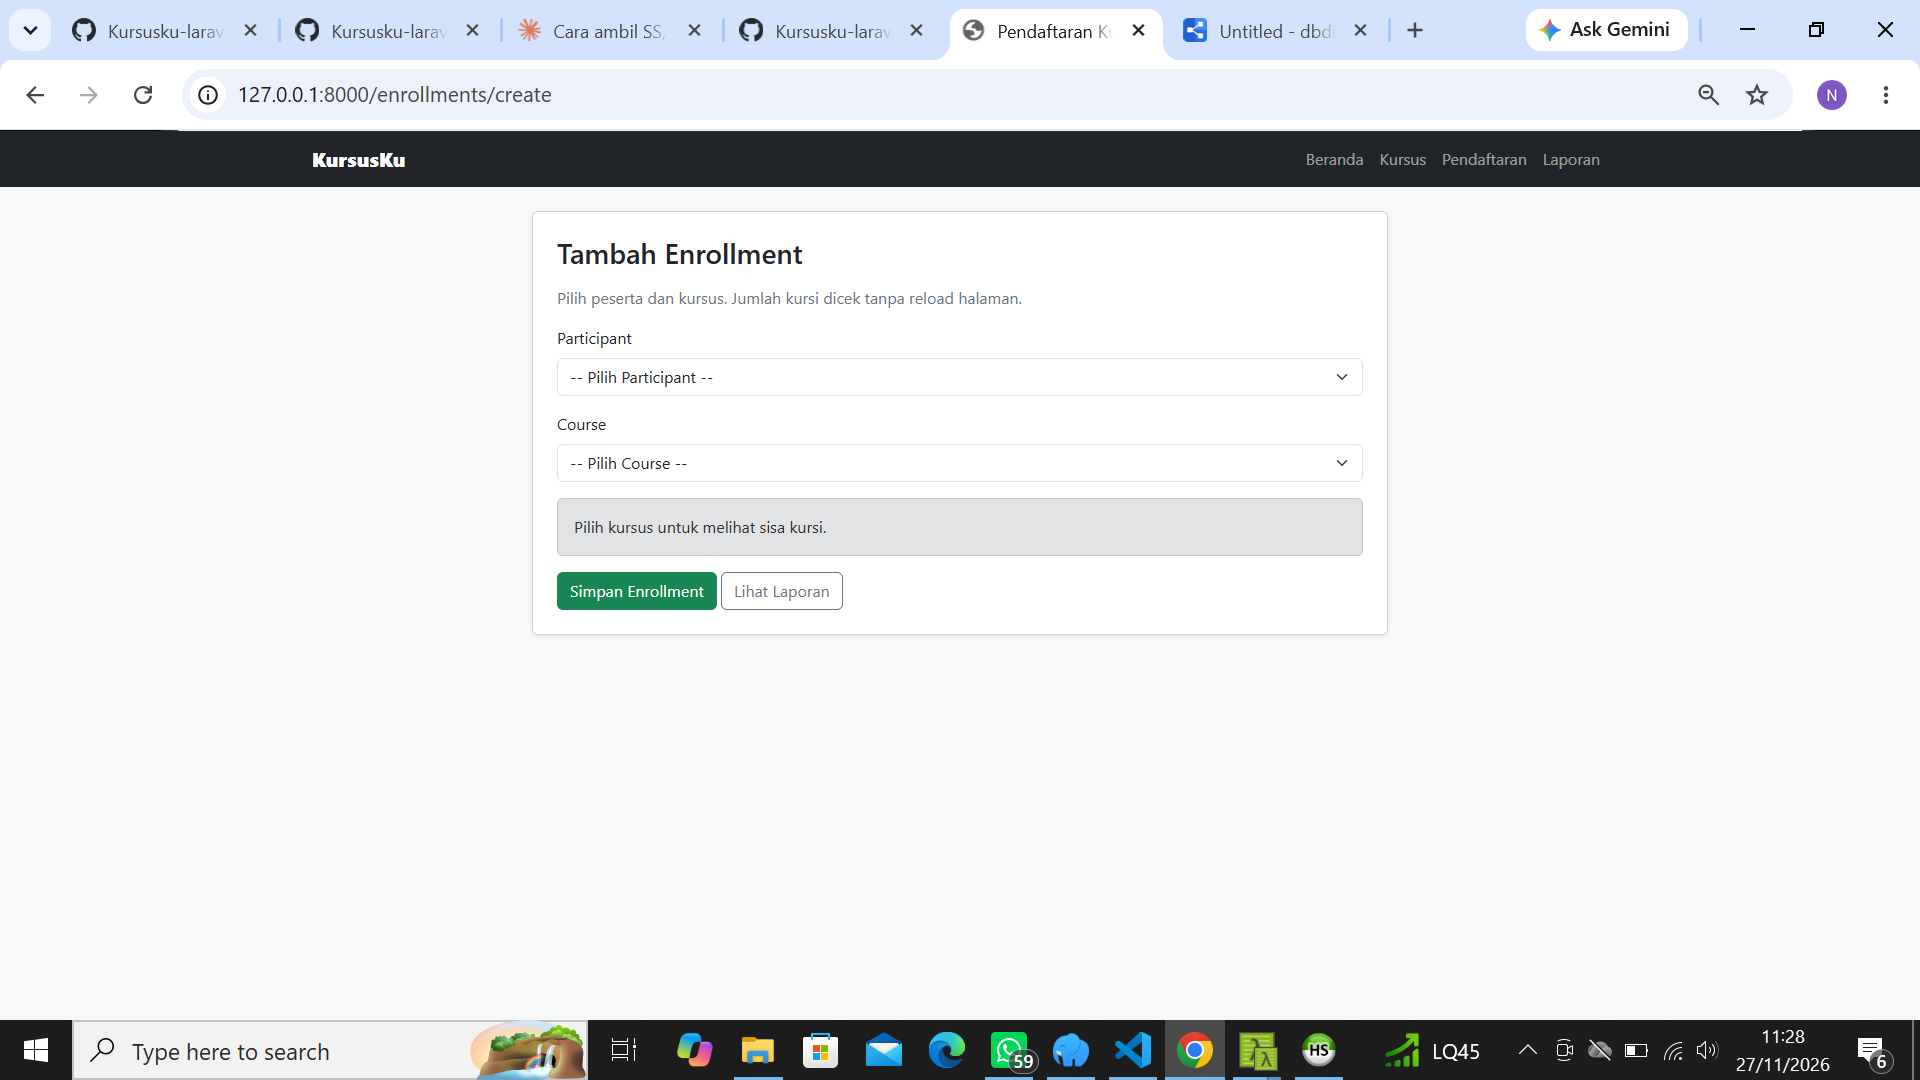 Kursusku-larav
Kursusku-larav
Cara ambil SS,
Kursusku-larav
Pendaftaran Ku
Untitled - dbdi
Ask Gemini
127.0.0.1:8000/enrollments/create
N
KursusKu
Beranda
Kursus
Pendaftaran
Laporan
Tambah Enrollment
Pilih peserta dan kursus. Jumlah kursi dicek tanpa reload halaman.
Participant
-- Pilih Participant --
Course
-- Pilih Course --
Pilih kursus untuk melihat sisa kursi.
Simpan Enrollment
Lihat Laporan
Type here to search
59
HS
LQ45
11:28
27/11/2026
6